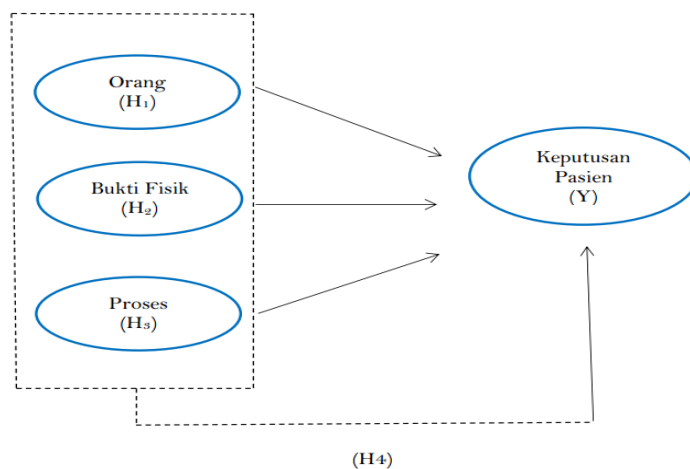 Orang
(H₁)
Bukti Fisik
(H₂)
Proses
(H₃)
Keputusan
Pasien
(Y)
(H4)